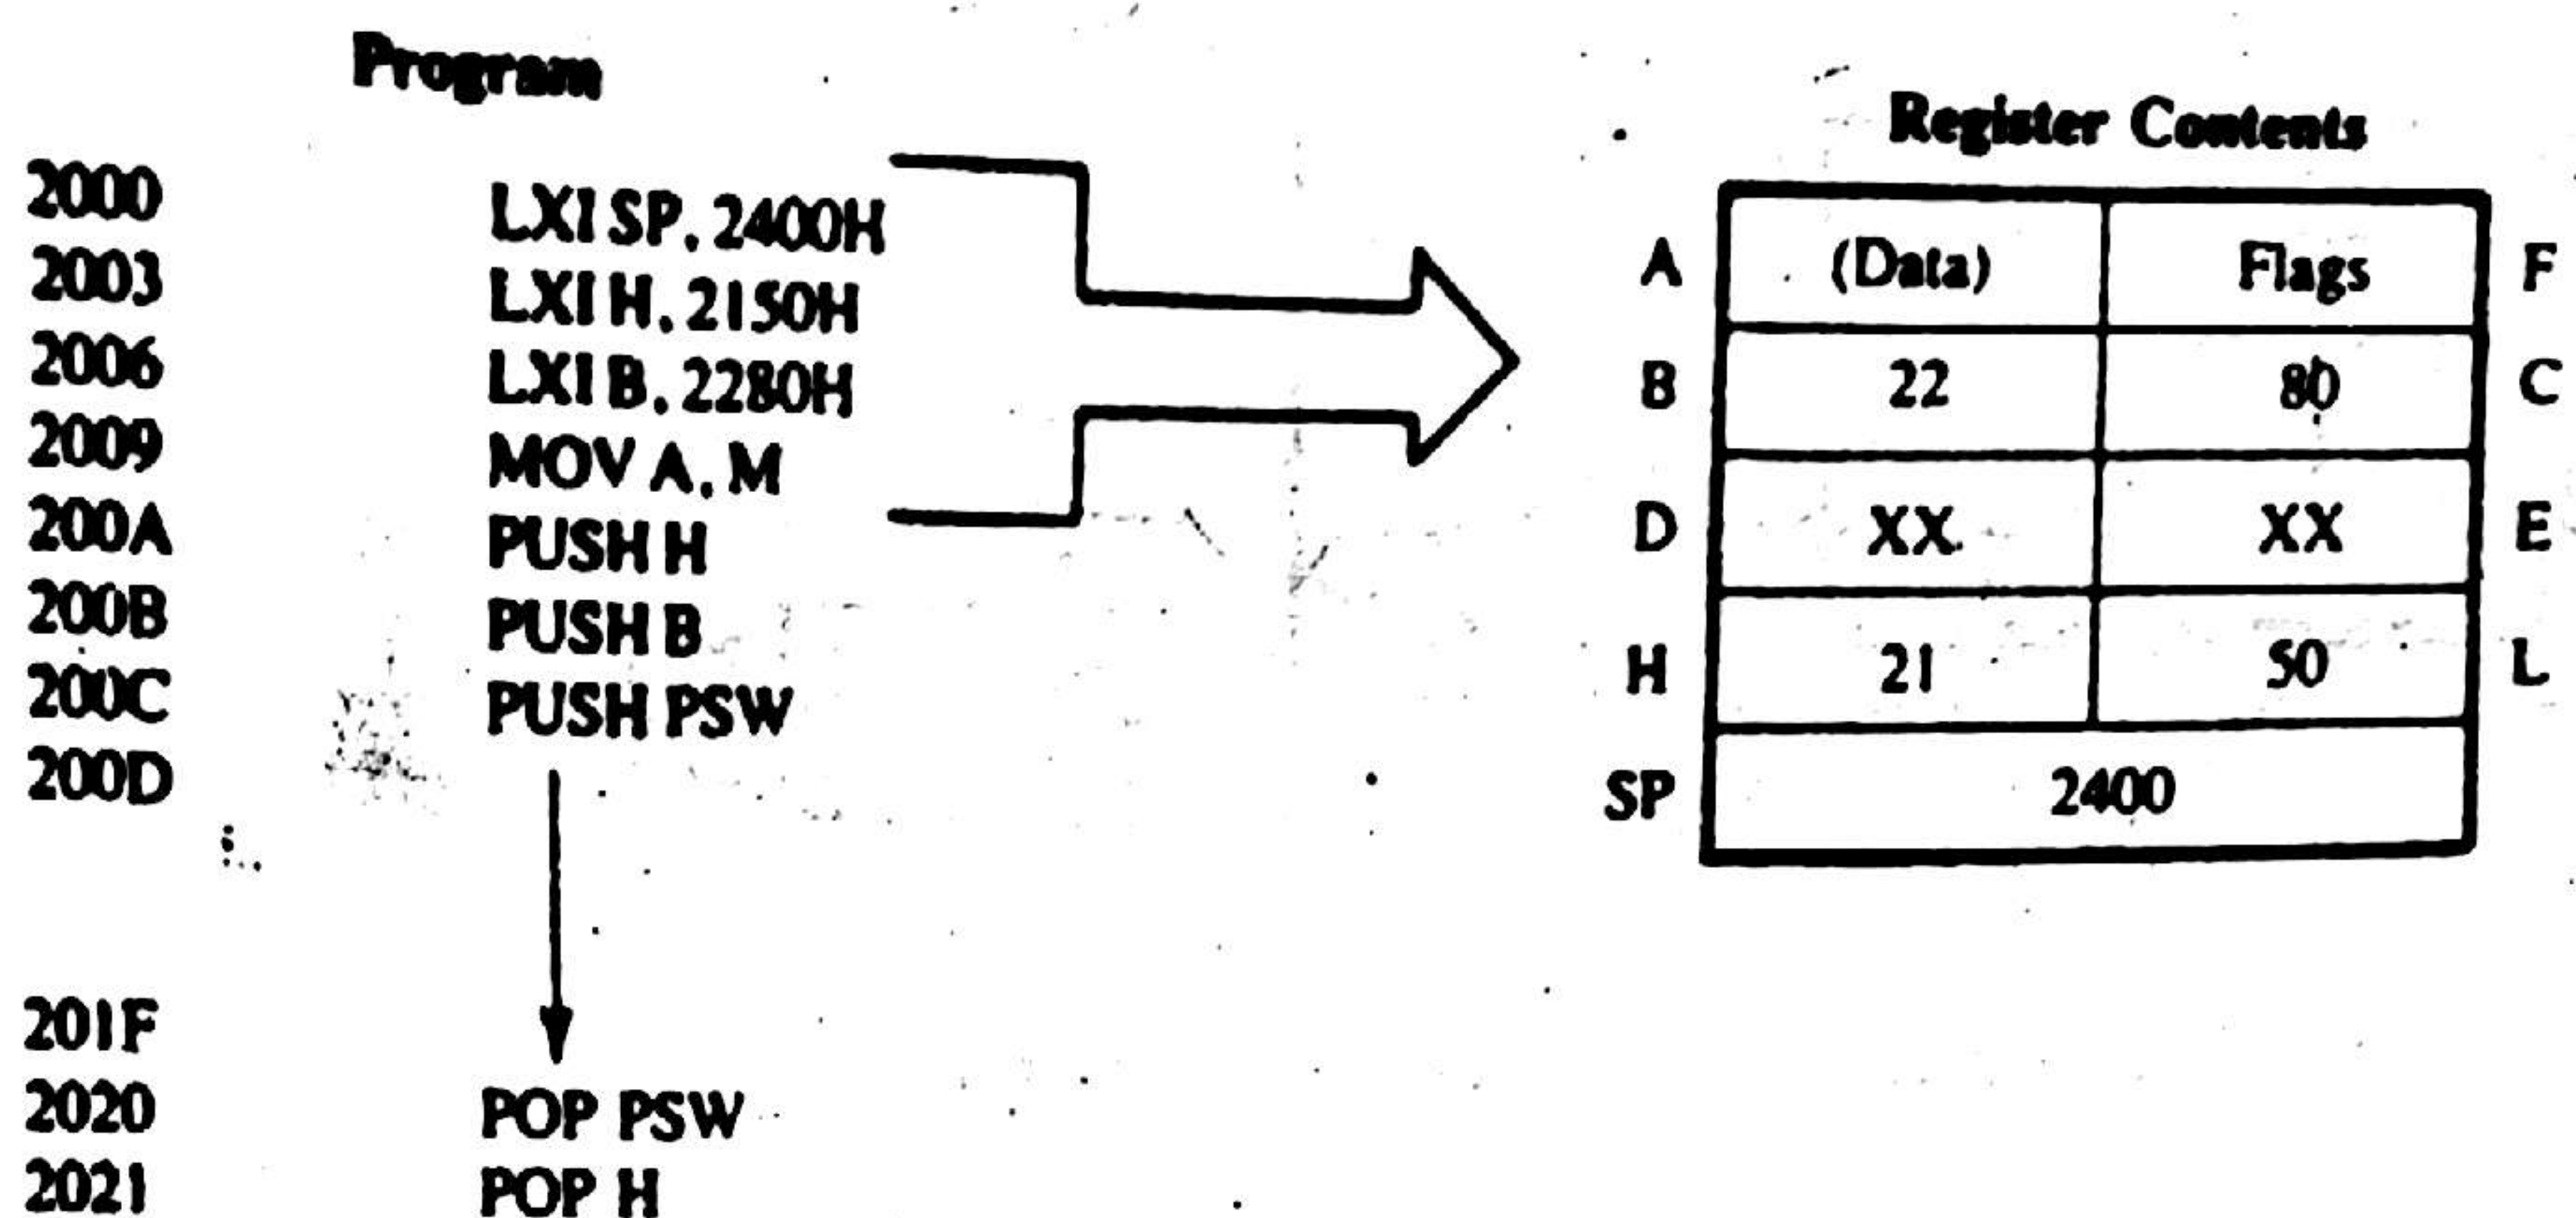 Program
2000
LXI SP, 2400H
2003
LXI H, 2150H
2006
LXI B, 2280H
2009
MOV A, M
200A
PUSH H
200B
PUSH B
200C
PUSH PSW
200D
201F
2020
POP PSW
2021
POP H
Register Contents
A (Data) Flags F
B 22 80 C
D XX XX E
H 21 50 L
SP 2400